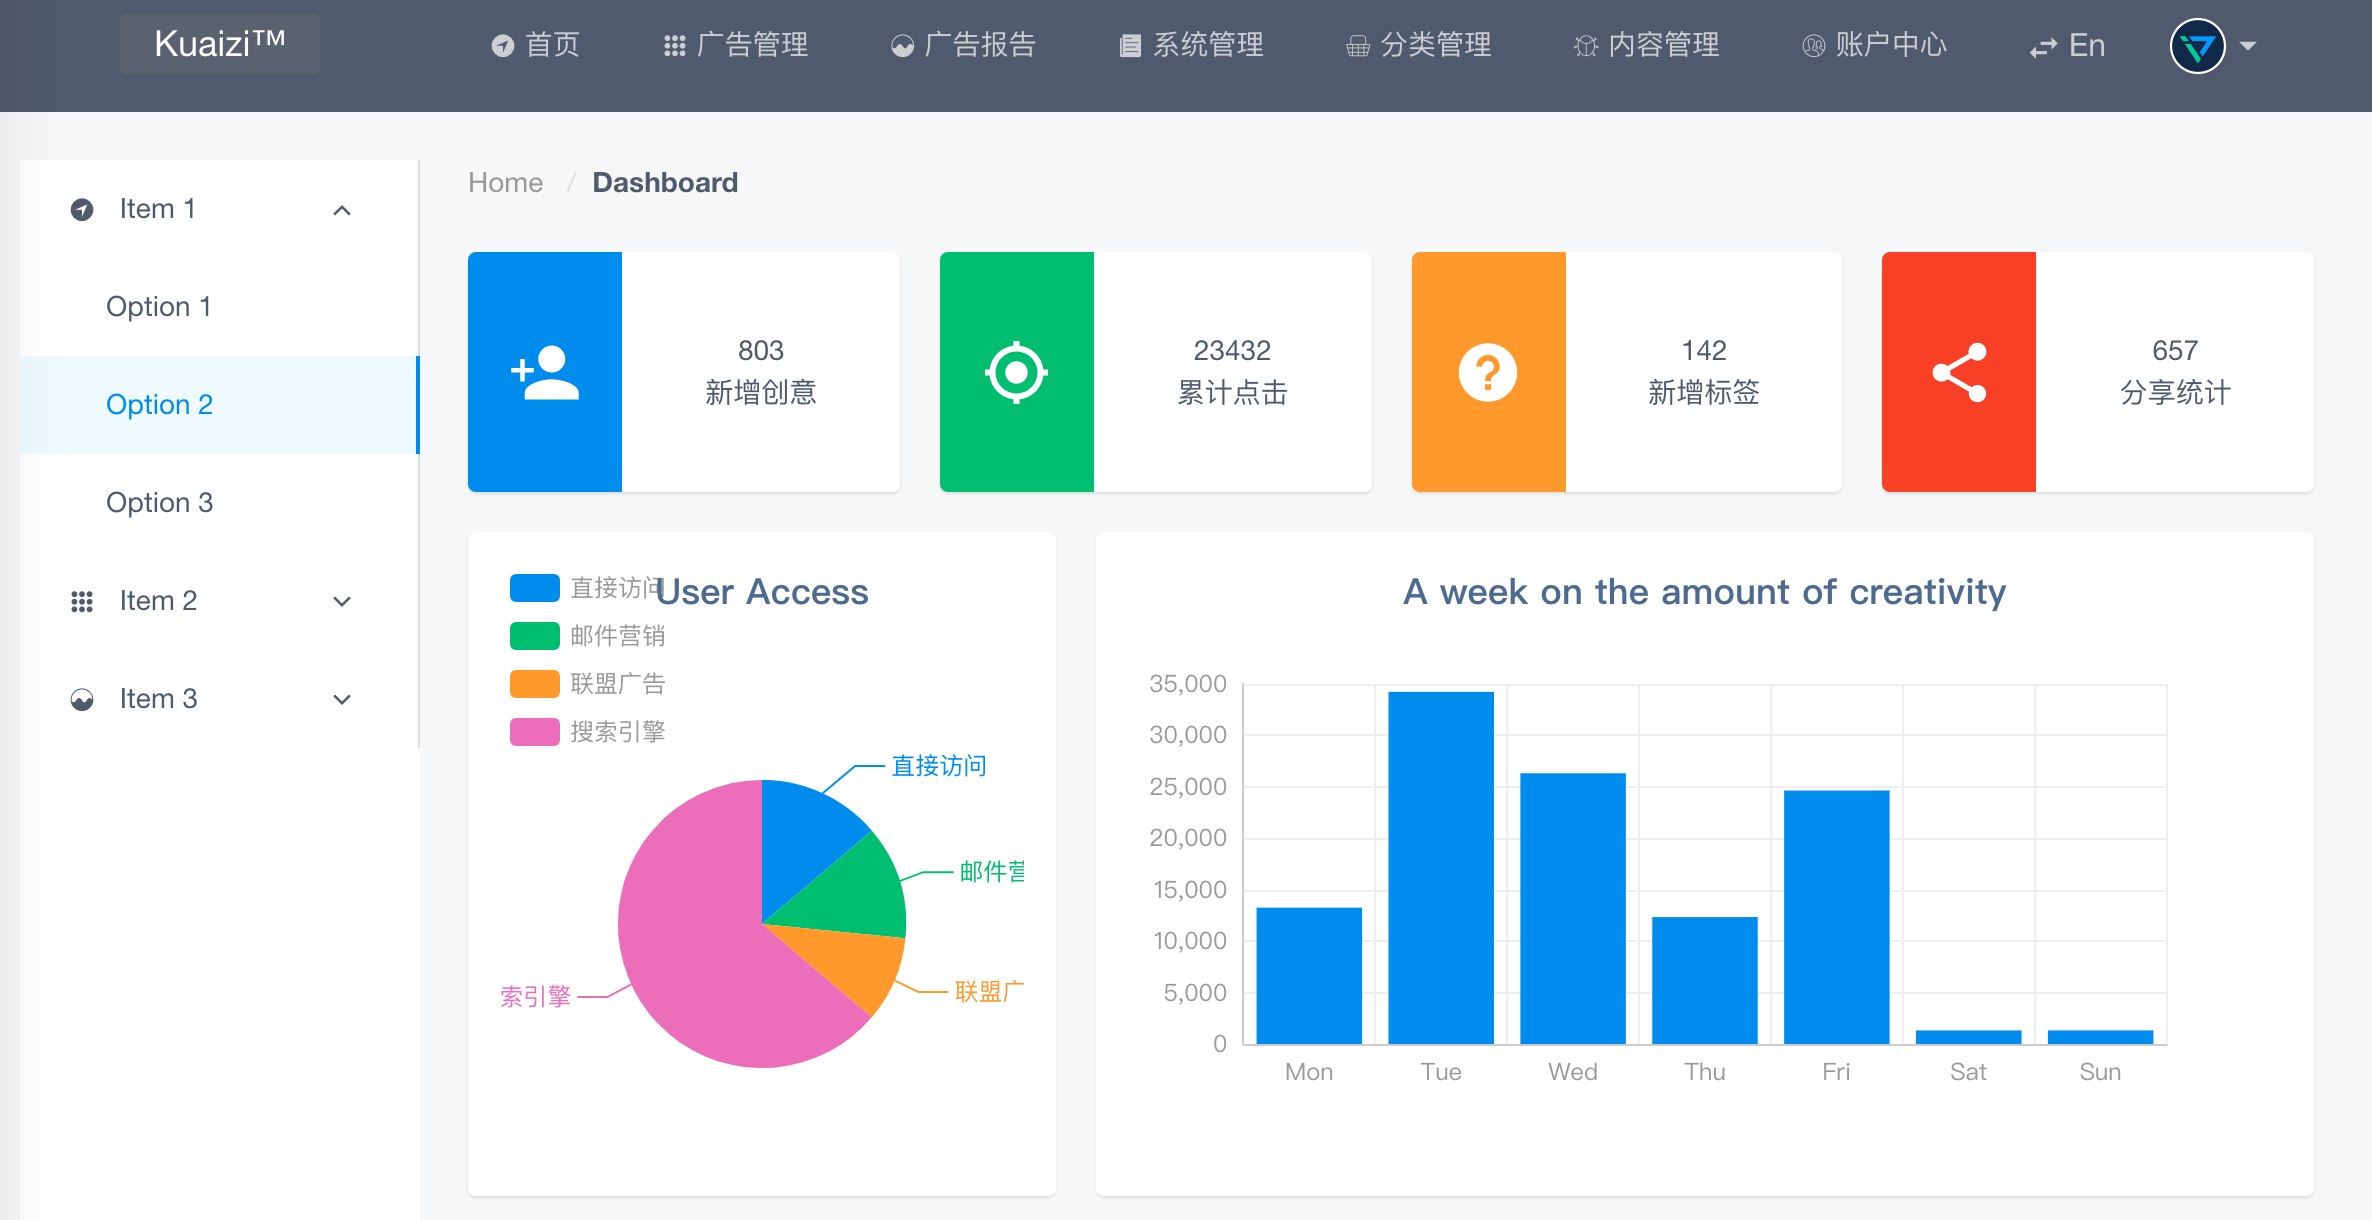 Kuaizi™ 首页 广告管理 广告报告 系统管理 分类管理 内容管理 账户中心 En
Item 1
Option 1
Option 2
Option 3
Item 2
Item 3
Home / Dashboard
803
新增创意
23432
累计点击
142
新增标签
657
分享统计
User Access
直接访问
邮件营销
联盟广告
搜索引擎
直接访问
邮件营
联盟广
索引擎
A week on the amount of creativity
35,000
30,000
25,000
20,000
15,000
10,000
5,000
0
Mon Tue Wed Thu Fri Sat Sun